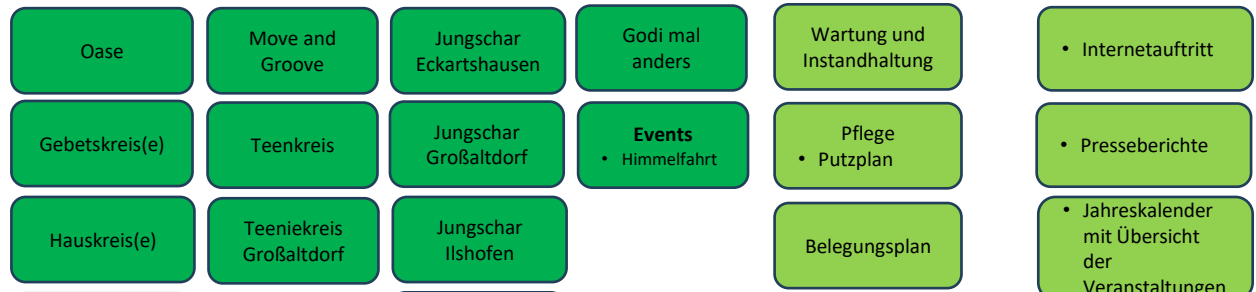 Oase
Move and
Groove
Jungschar
Eckartshausen
Godi mal
anders
Wartung und
Instandhaltung
• Internetauftritt
Gebetskreis(e)
Teenkreis
Jungschar
Großaltdorf
Events
• Himmelfahrt
Pflege
• Putzplan
• Presseberichte
Hauskreis(e)
Teeniekreis
Großaltdorf
Jungschar
Ilshofen
Belegungsplan
• Jahreskalender
mit Übersicht
der
Veranstaltungen